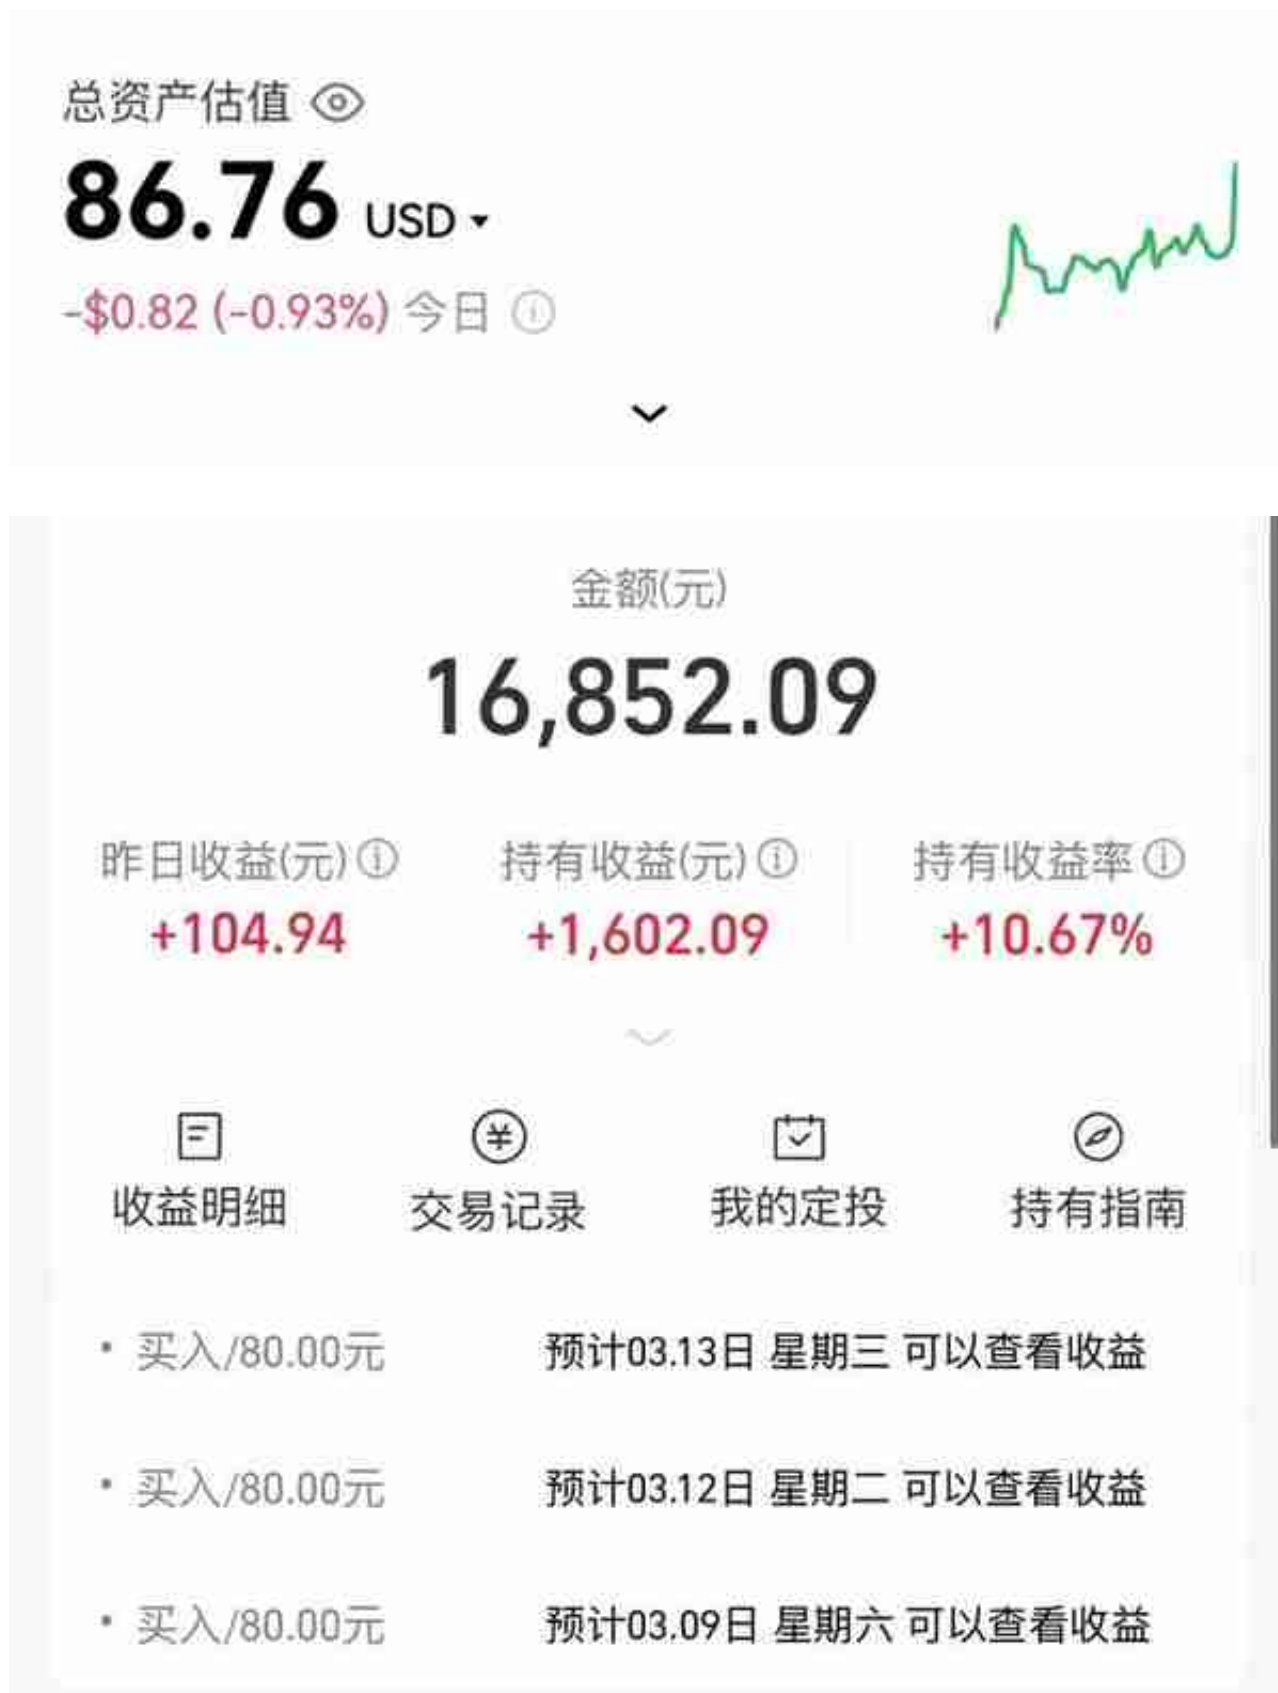 总资产估值
86.76 USD
-$0.82 (-0.93%) 今日
金额(元)
16,852.09
昨日收益(元) 持有收益(元) 持有收益率
+104.94 +1,602.09 +10.67%
收益明细 交易记录 我的定投 持有指南
• 买入/80.00元 预计03.13日 星期三 可以查看收益
• 买入/80.00元 预计03.12日 星期二 可以查看收益
• 买入/80.00元 预计03.09日 星期六 可以查看收益